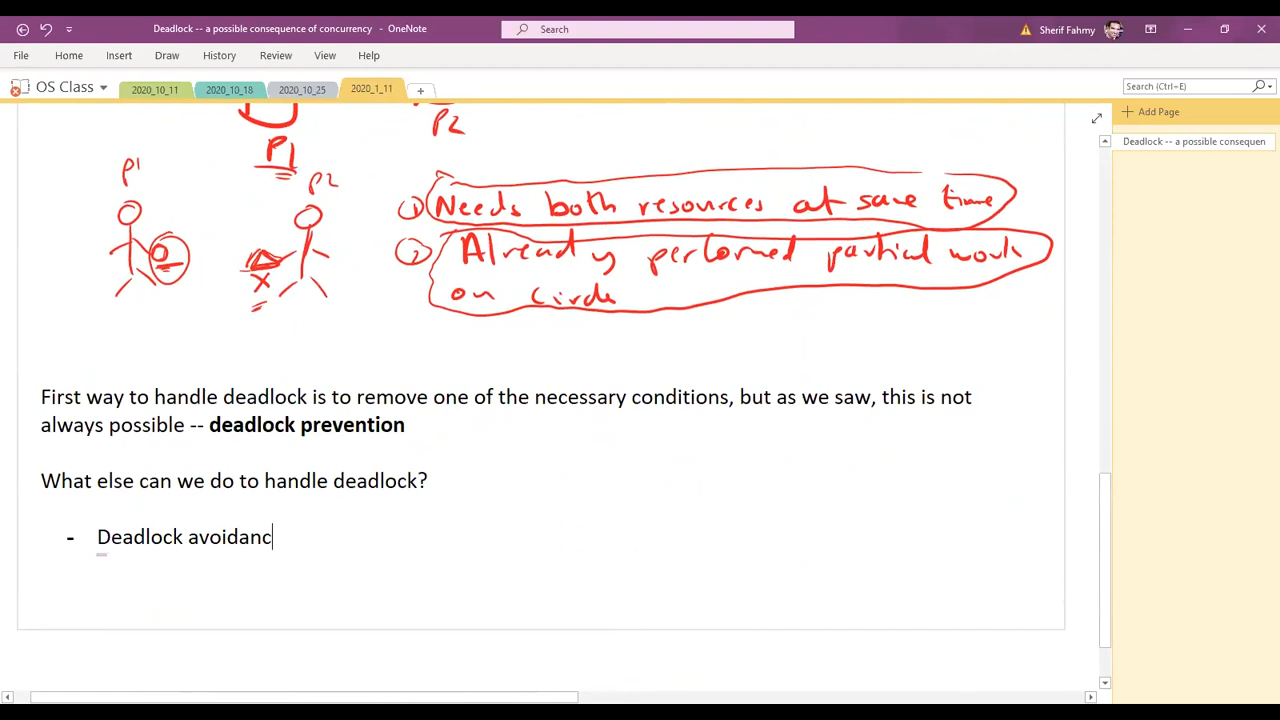 Deadlock -- a possible consequence of concurrency - OneNote
Search
Sherif Fahmy
File Home Insert Draw History Review View Help
OS Class 2020_10_11 2020_10_18 2020_10_25 2020_1_11 +
Search (Ctrl+E)
Add Page
Deadlock -- a possible consequen
P1
P2
P1
P2
① Needs both resources at same time
② Already performed partial work
on Circle
X
First way to handle deadlock is to remove one of the necessary conditions, but as we saw, this is not
always possible -- deadlock prevention
What else can we do to handle deadlock?
- Deadlock avoidanc